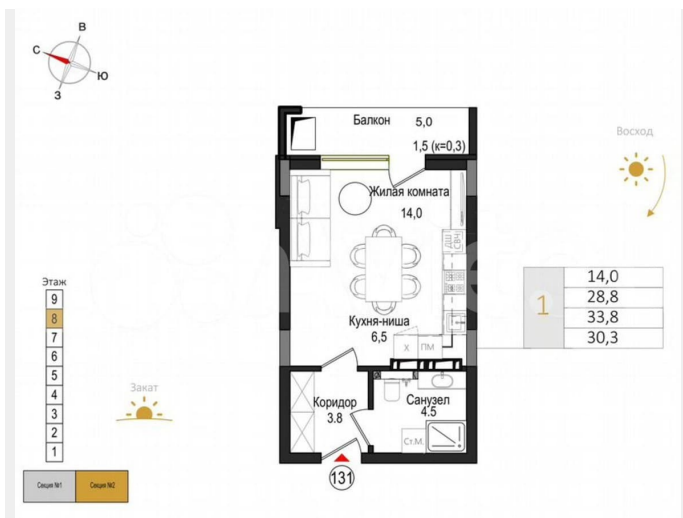 В
С
Ю
З
Балкон 5,0
1,5 (к=0,3)
Восход
Жилая комната
14,0
ДШ
СВЧ
Этаж
9
8
7
6
5
4
3
2
1
Кухня-ниша
6,5
Х ПМ
1
14,0
28,8
33,8
30,3
Закат
Коридор
3.8
Санузел
4.5
Ст.М.
131
Секция №1 Секция №2